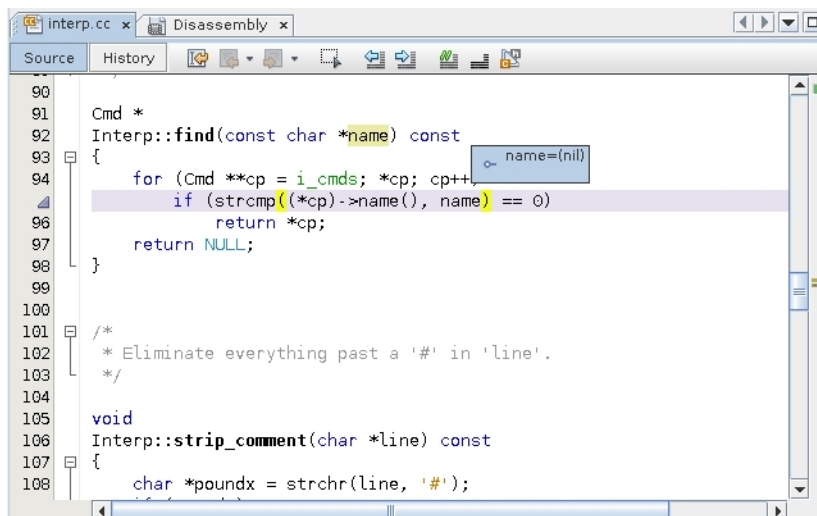 interp.cc x Disassembly x
Source History
90
91 Cmd *
92 Interp::find(const char *name) const
93 {
name=(nil)
94 for (Cmd **cp = i_cmds; *cp; cp++)
if (strcmp((*cp)->name(), name) == 0)
96 return *cp;
97 return NULL;
98 }
99
100
101 /*
102 * Eliminate everything past a '#' in 'line'.
103 */
104
105 void
106 Interp::strip_comment(char *line) const
107 {
108 char *poundx = strchr(line, '#');